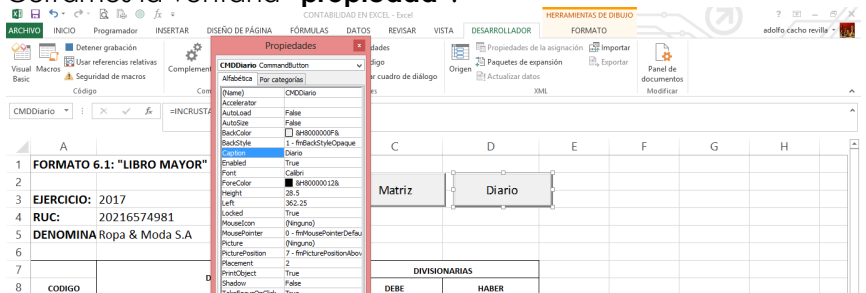 Cerramos la ventana "propiedad".
CONTABILIDAD EN EXCEL - Excel
HERRAMIENTAS DE DIBUJO
ARCHIVO INICIO Programador INSERTAR DISEÑO DE PÁGINA FÓRMULAS DATOS REVISAR VISTA DESARROLLADOR FORMATO adolfo cacho revilla
Visual Basic
Macros
Detener grabación
Usar referencias relativas
Seguridad de macros
Código
Complement
Com
Propiedades
dades
digo
ar cuadro de diálogo
es
Origen
Propiedades de la asignación
Paquetes de expansión
Actualizar datos
Importar
Exportar
XML
Panel de documentos
Modificar
CMDDiario
fx
=INCRUSTA
CMDDiario CommandButton
Alfabética Por categorías
(Name) CMDDiario
Accelerator
AutoLoad False
AutoSize False
BackColor &H8000000F&
BackStyle 1 - fmBackStyleOpaque
Caption Diario
Enabled True
Font Calibri
ForeColor &H80000012&
Height 28.5
Left 362.25
Locked True
MouseIcon (Ninguno)
MousePointer 0 - fmMousePointerDefau
Picture (Ninguno)
PicturePosition 7 - fmPicturePositionAbov
Placement 2
PrintObject True
Shadow False
TakeFocusOnClick True
A C D E F G H
1 FORMATO 6.1: "LIBRO MAYOR"
2
Matriz Diario
3 EJERCICIO: 2017
4 RUC: 20216574981
5 DENOMINA Ropa & Moda S.A
6
7 D DIVISIONARIAS
8 CODIGO DEBE HABER